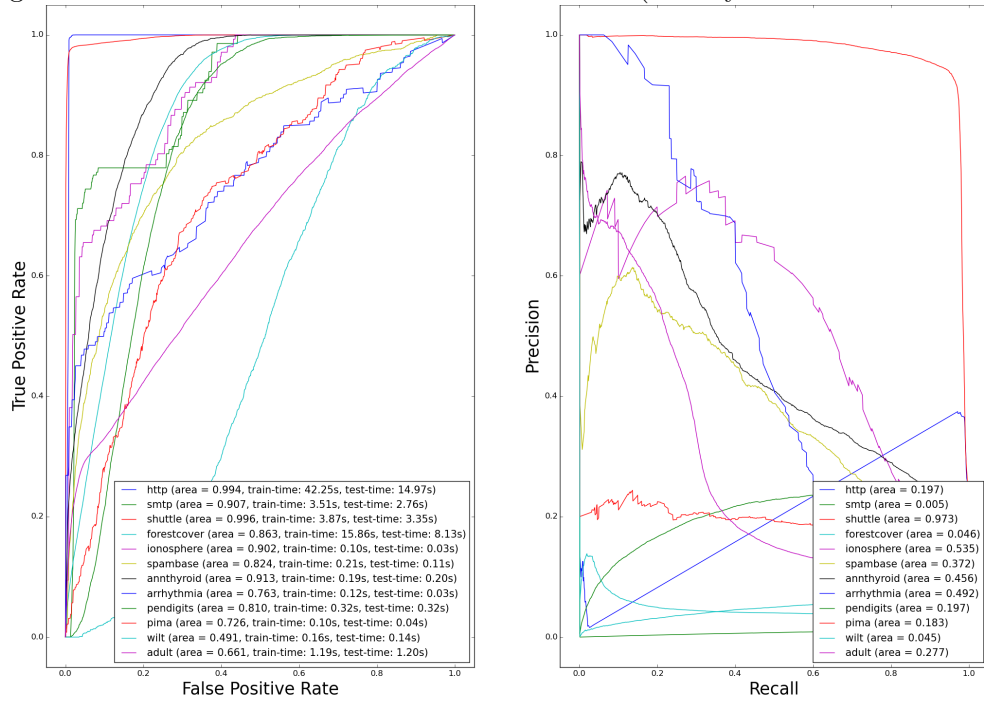 1.0
0.8
0.6
0.4
0.2
0.0
True Positive Rate
http (area = 0.994, train-time: 42.25s, test-time: 14.97s)
smtp (area = 0.907, train-time: 3.51s, test-time: 2.76s)
shuttle (area = 0.996, train-time: 3.87s, test-time: 3.35s)
forestcover (area = 0.863, train-time: 15.86s, test-time: 8.13s)
ionosphere (area = 0.902, train-time: 0.10s, test-time: 0.03s)
spambase (area = 0.824, train-time: 0.21s, test-time: 0.11s)
annthyroid (area = 0.913, train-time: 0.19s, test-time: 0.20s)
arrhythmia (area = 0.763, train-time: 0.12s, test-time: 0.03s)
pendigits (area = 0.810, train-time: 0.32s, test-time: 0.32s)
pima (area = 0.726, train-time: 0.10s, test-time: 0.04s)
wilt (area = 0.491, train-time: 0.16s, test-time: 0.14s)
adult (area = 0.661, train-time: 1.19s, test-time: 1.20s)
0.0 0.2 0.4 0.6 0.8 1.0
False Positive Rate
1.0
0.8
0.6
0.4
0.2
0.0
Precision
http (area = 0.197)
smtp (area = 0.005)
shuttle (area = 0.973)
forestcover (area = 0.046)
ionosphere (area = 0.535)
spambase (area = 0.372)
annthyroid (area = 0.456)
arrhythmia (area = 0.492)
pendigits (area = 0.197)
pima (area = 0.183)
wilt (area = 0.045)
adult (area = 0.277)
0.0 0.2 0.4 0.6 0.8 1.0
Recall